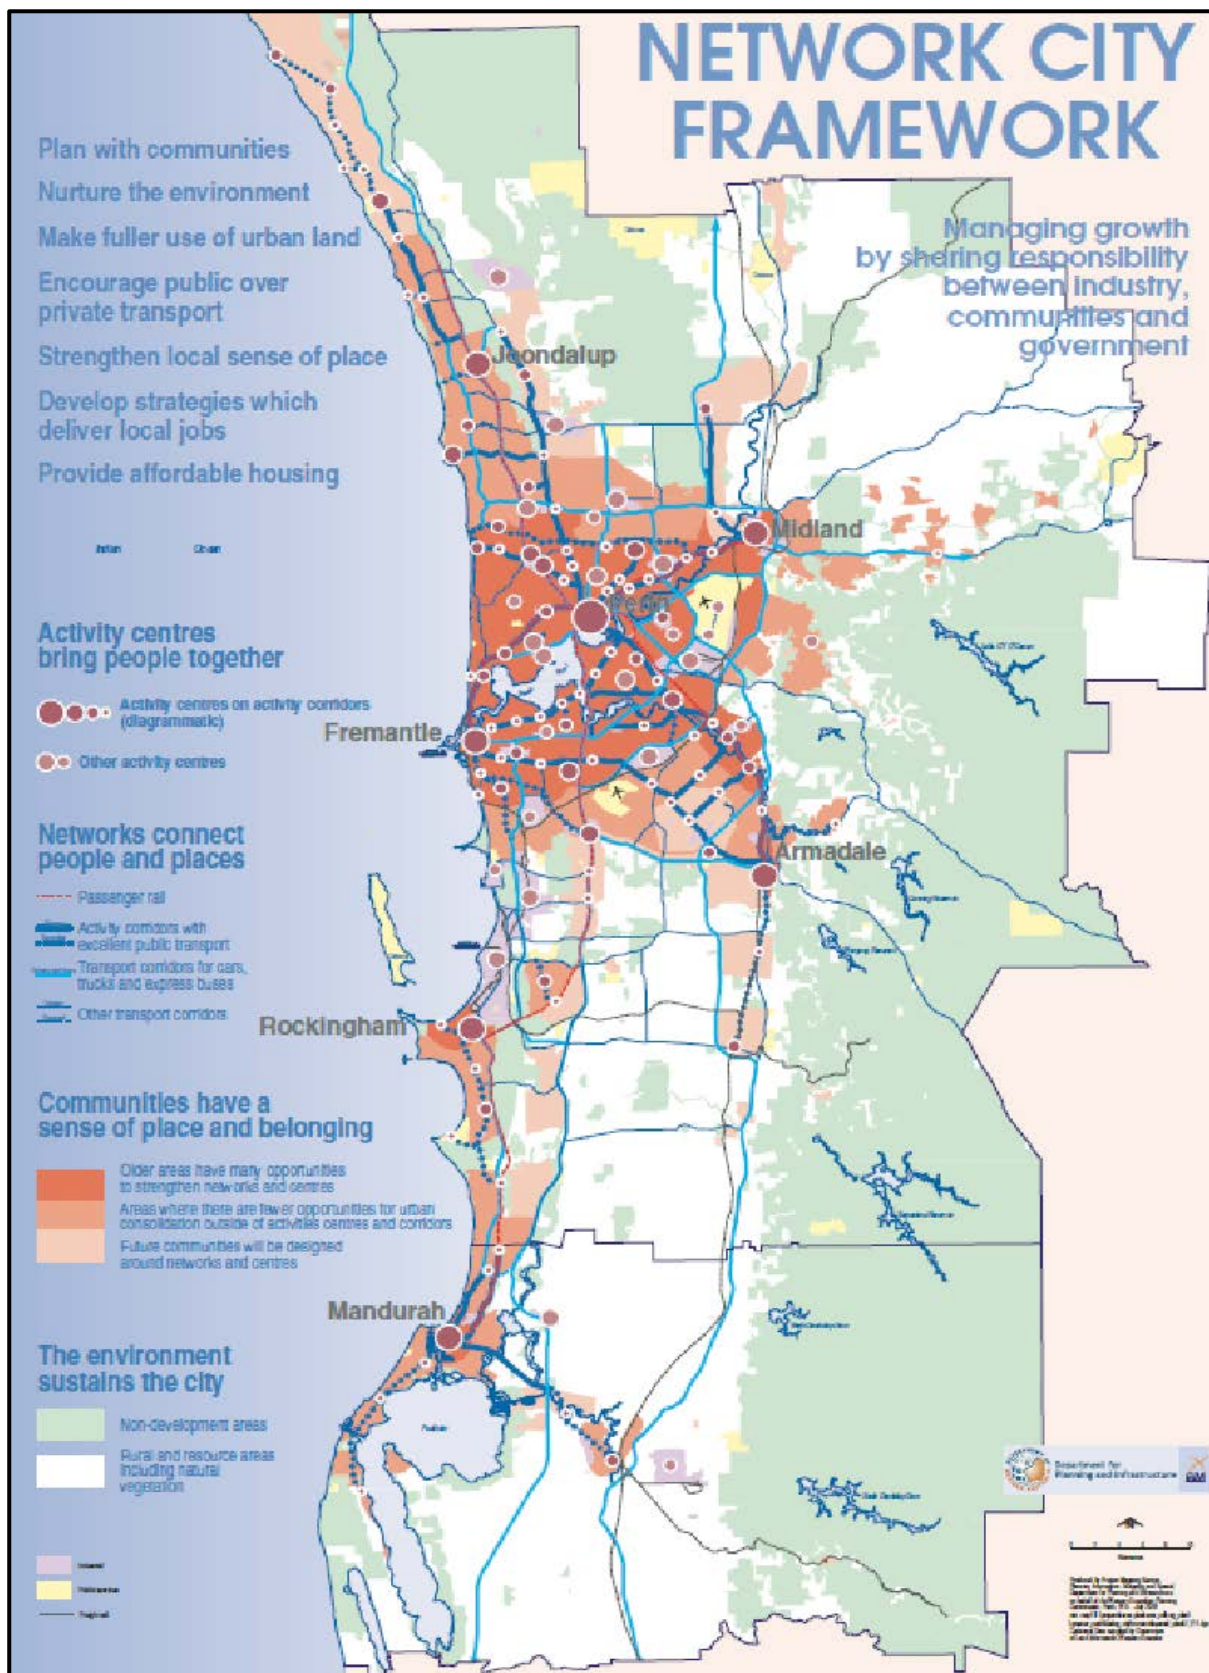 NETWORK CITY
FRAMEWORK
Managing growth
by sharing responsibility
between industry,
communities and
government
Plan with communities
Nurture the environment
Make fuller use of urban land
Encourage public over
private transport
Strengthen local sense of place
Develop strategies which
deliver local jobs
Provide affordable housing
Indian Ocean
Activity centres
bring people together
Activity centres on activity corridors
(diagrammatic)
Other activity centres
Networks connect
people and places
Passenger rail
Activity corridors with
excellent public transport
Transport corridors for cars,
trucks and express buses
Other transport corridors
Communities have a
sense of place and belonging
Older areas have many opportunities
to strengthen networks and centres
Areas where there are fewer opportunities for urban
consolidation outside of activities centres and corridors
Future communities will be designed
around networks and centres
The environment
sustains the city
Non-development areas
Rural and resource areas
including natural
vegetation
Industrial
Joondalup
Midland
Perth
Fremantle
Armadale
Rockingham
Mandurah
Department for
Planning and Infrastructure